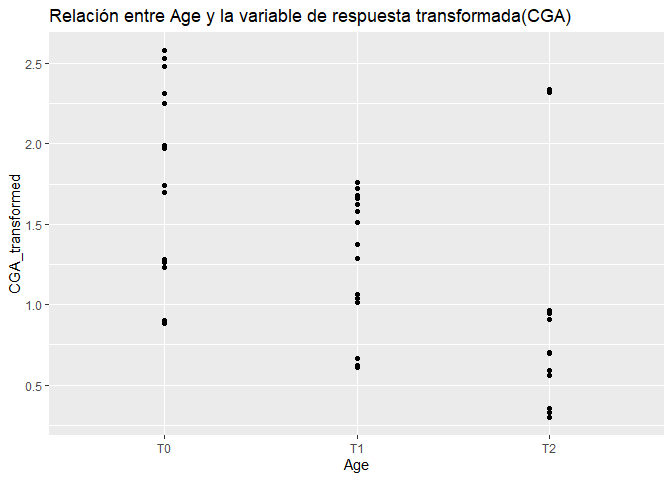 Relación entre Age y la variable de respuesta transformada(CGA)
2.5
2.0
1.5
1.0
0.5
CGA_transformed
T0 T1 T2
Age